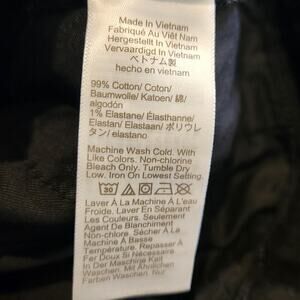 Made In Vietnam
Fabriqué Au Viêt Nam
Hergestellt In Vietnam
Vervaardigd In Vietnam
ベトナム製
hecho en vietnam
99% Cotton/ Coton/
Baumwolle/ Katoen/ 綿/
algodón
1% Elastane/ Élasthanne/
Elastan/ Elastaan/ ポリウレ
タン/ elastano
Machine Wash Cold. With
Like Colors. Non-chlorine
Bleach Only. Tumble Dry
Low. Iron On Lowest Setting.
30
Laver À La Machine À L'eau
Froide. Laver En Séparant
Les Couleurs. Seulement
Agent De Blanchiment
Non-chlore. Sécher À La
Machine À Basse
Température. Repasser À
Fer Doux Si Nécessaire
In Der Maschine Kalt
Waschen. Nur Mit Ähnlichen
Farben Waschen. Nur